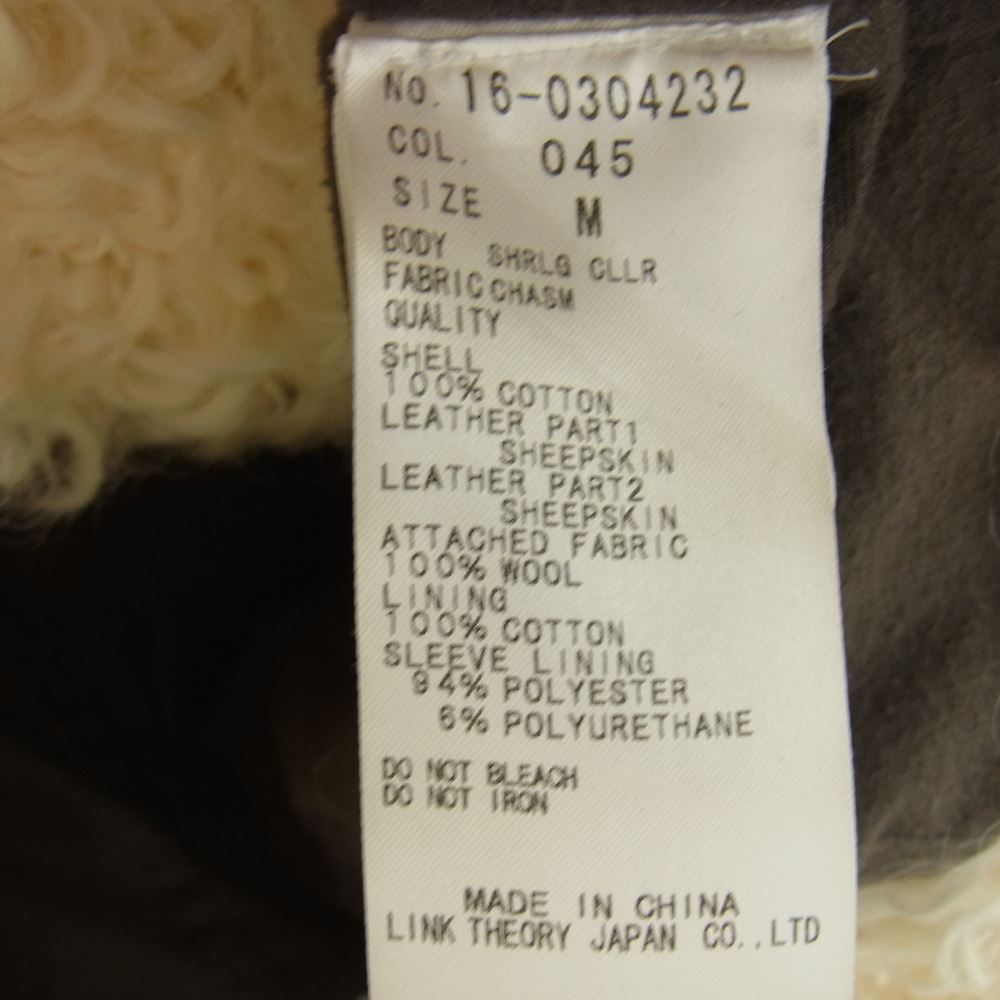 No. 16-0304232
COL. 045
SIZE M
BODY SHRLG CLLR
FABRIC CHASM
QUALITY
SHELL
100% COTTON
LEATHER PART1
SHEEPSKIN
LEATHER PART2
SHEEPSKIN
ATTACHED FABRIC
100% WOOL
LINING
100% COTTON
SLEEVE LINING
94% POLYESTER
6% POLYURETHANE
DO NOT BLEACH
DO NOT IRON
MADE IN CHINA
LINK THEORY JAPAN CO.,LTD